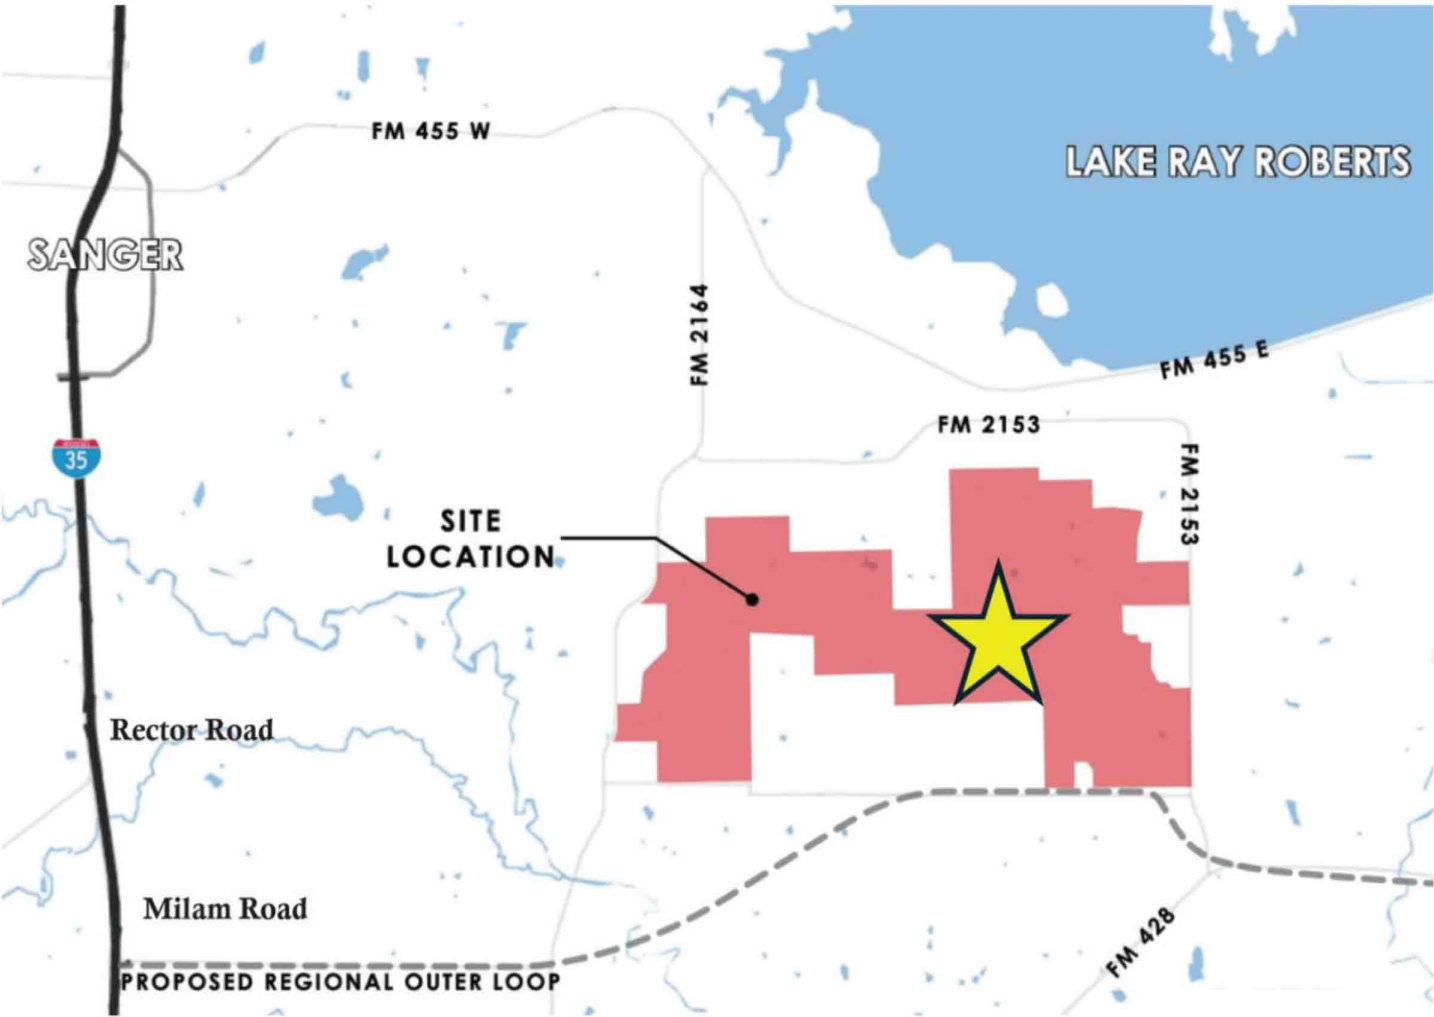 FM 455 W
LAKE RAY ROBERTS
SANGER
FM 2164
FM 455 E
FM 2153
FM 2153
35
SITE
LOCATION
Rector Road
Milam Road
FM 428
PROPOSED REGIONAL OUTER LOOP